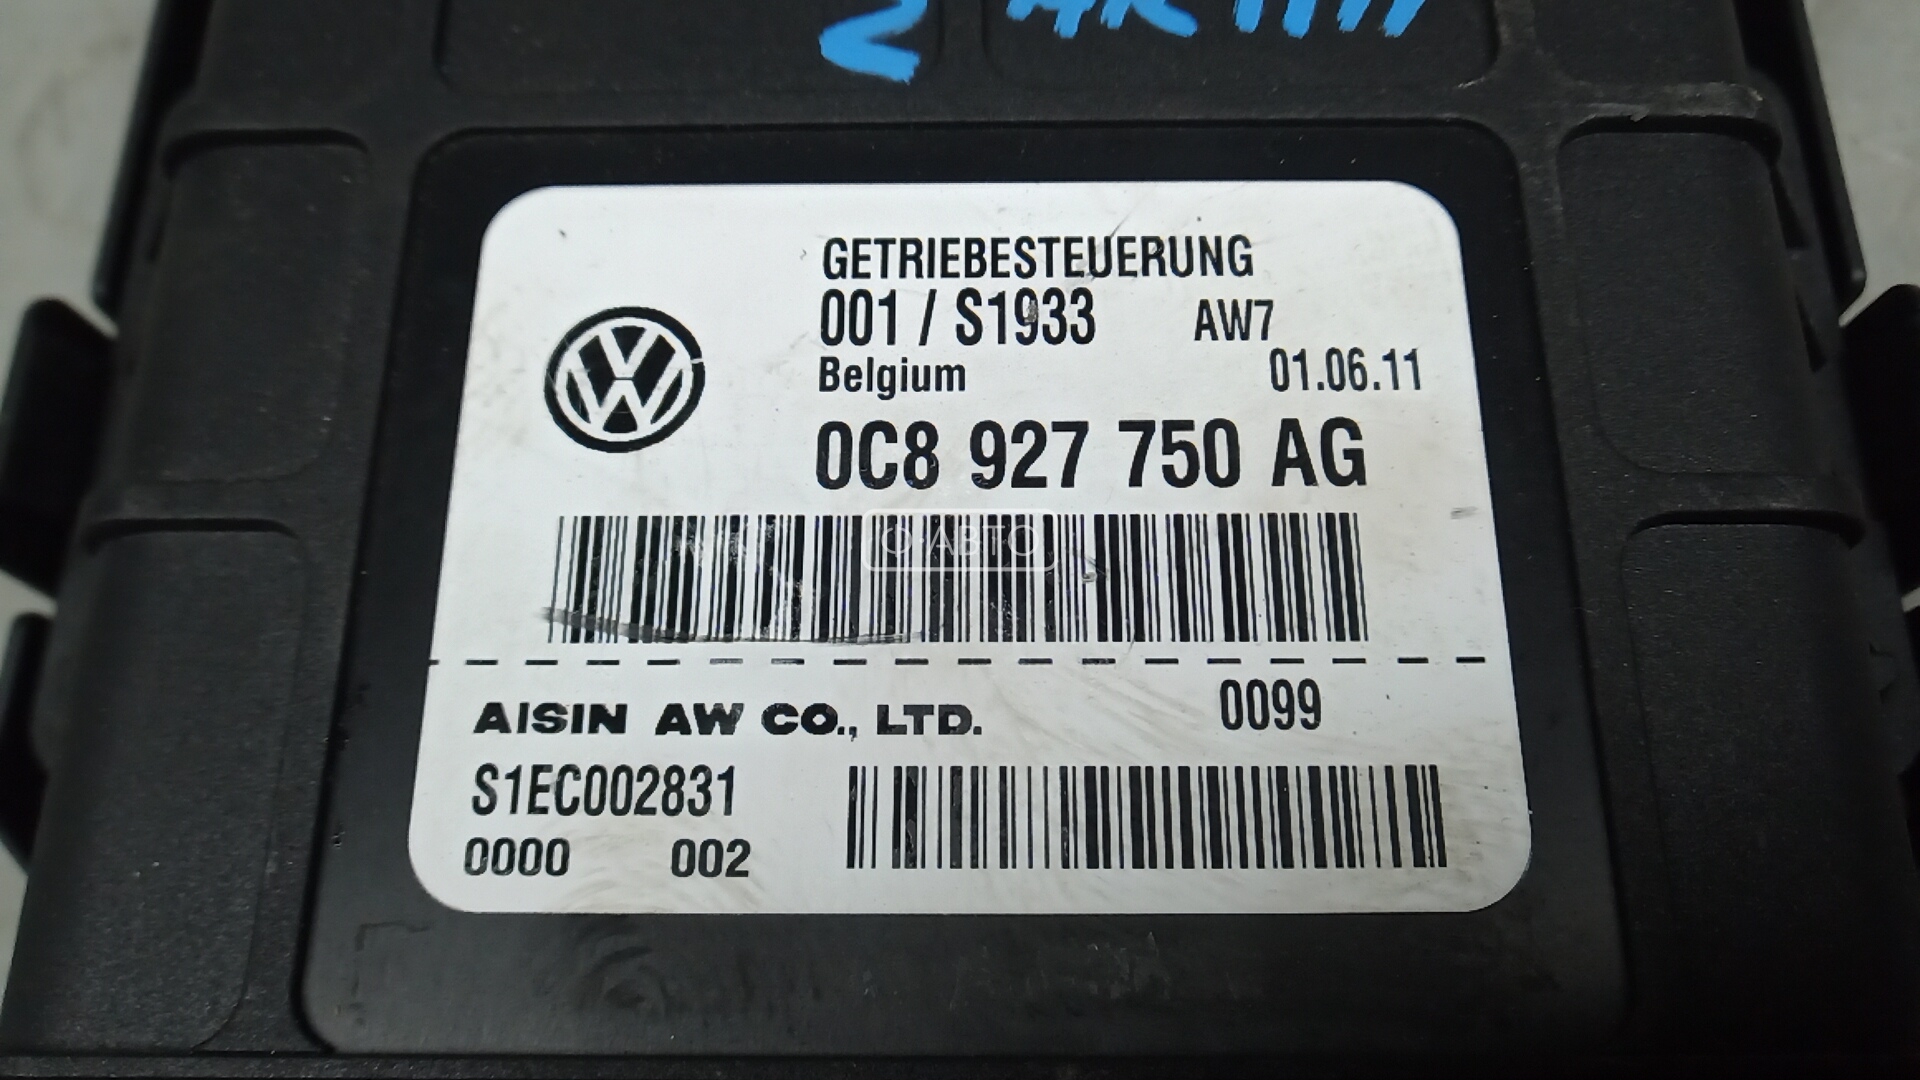 GETRIEBESTEUERUNG
001 / S1933 AW7
Belgium 01.06.11
0C8 927 750 AG
О·АВТО
AISIN AW CO., LTD. 0099
S1EC002831
0000 002